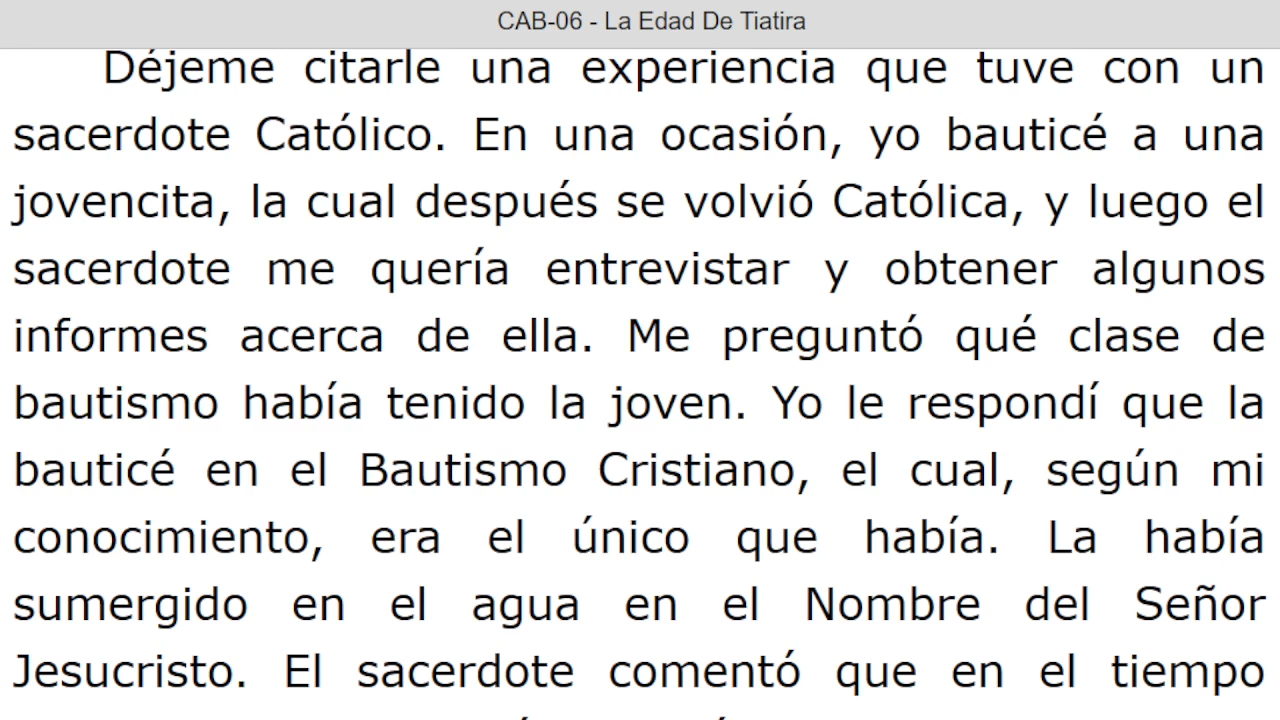 CAB-06 - La Edad De Tiatira
Déjeme citarle una experiencia que tuve con un
sacerdote Católico. En una ocasión, yo bauticé a una
jovencita, la cual después se volvió Católica, y luego el
sacerdote me quería entrevistar y obtener algunos
informes acerca de ella. Me preguntó qué clase de
bautismo había tenido la joven. Yo le respondí que la
bauticé en el Bautismo Cristiano, el cual, según mi
conocimiento, era el único que había. La había
sumergido en el agua en el Nombre del Señor
Jesucristo. El sacerdote comentó que en el tiempo